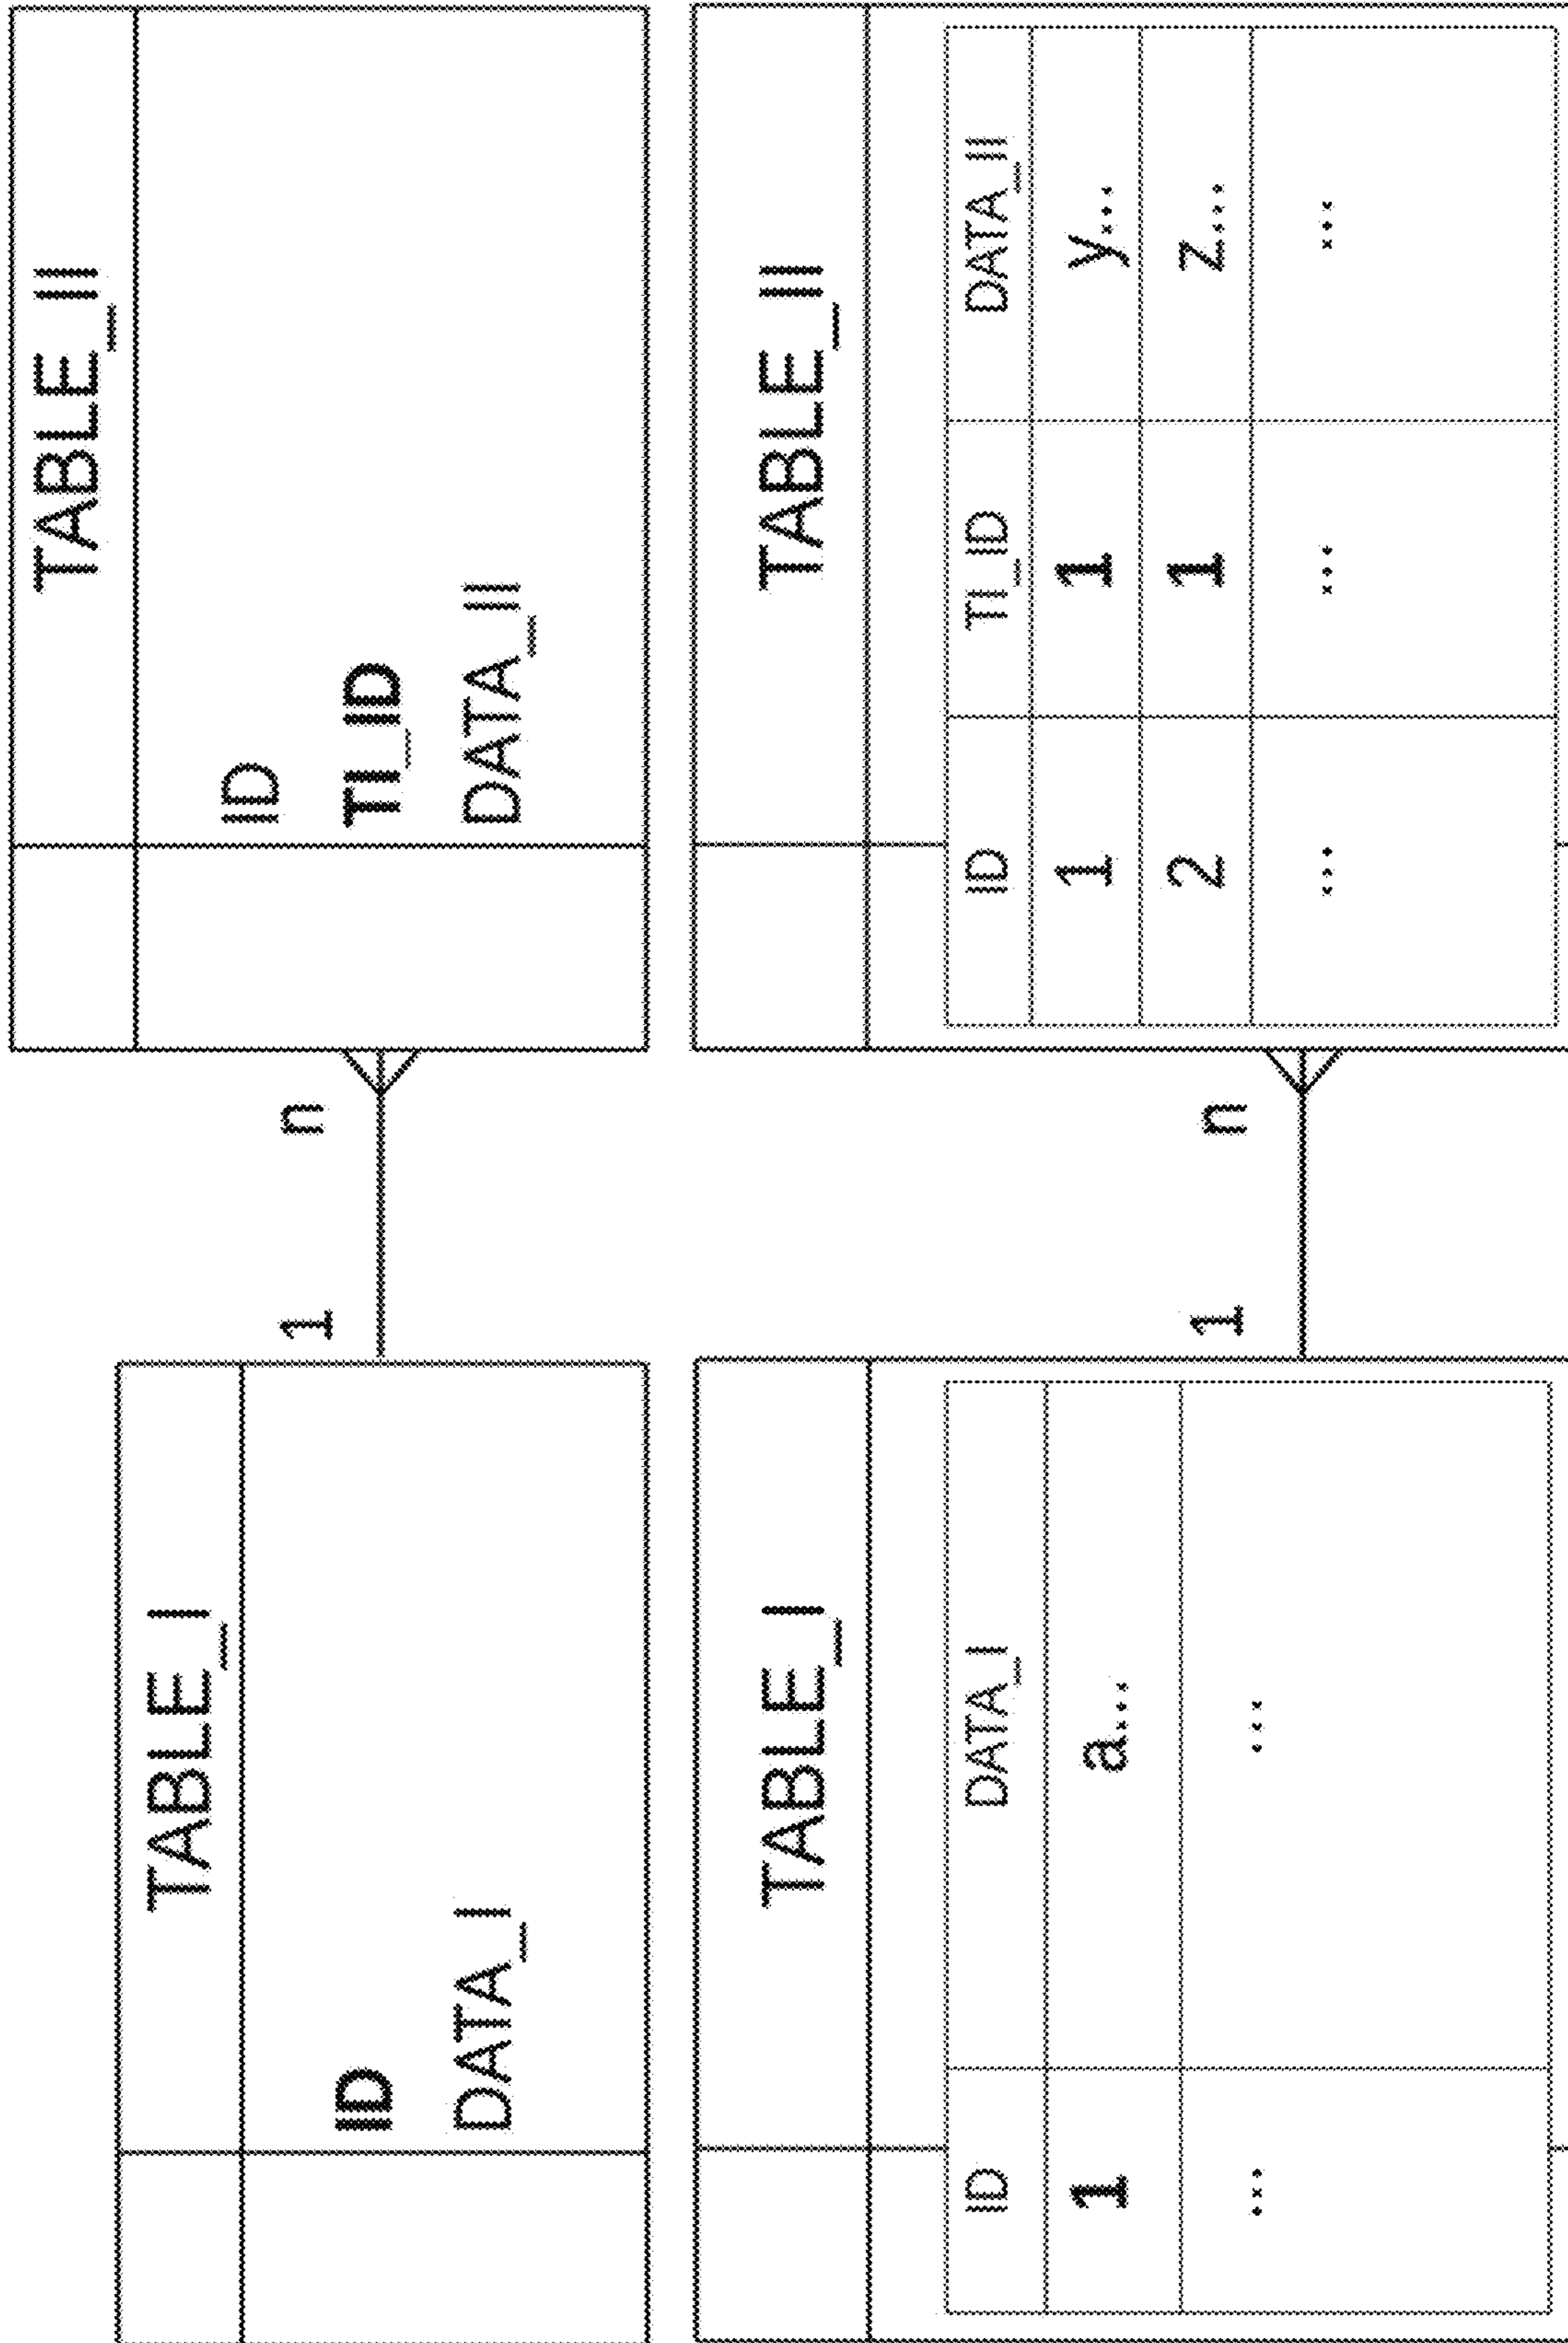 TABLE_I
ID
DATA_I
1
n
TABLE_II
ID
TI_ID
DATA_II
TABLE_I
ID DATA_I
1 a...
... ...
1
n
TABLE_II
ID TI_ID DATA_II
1 1 y...
2 1 z...
... ... ...